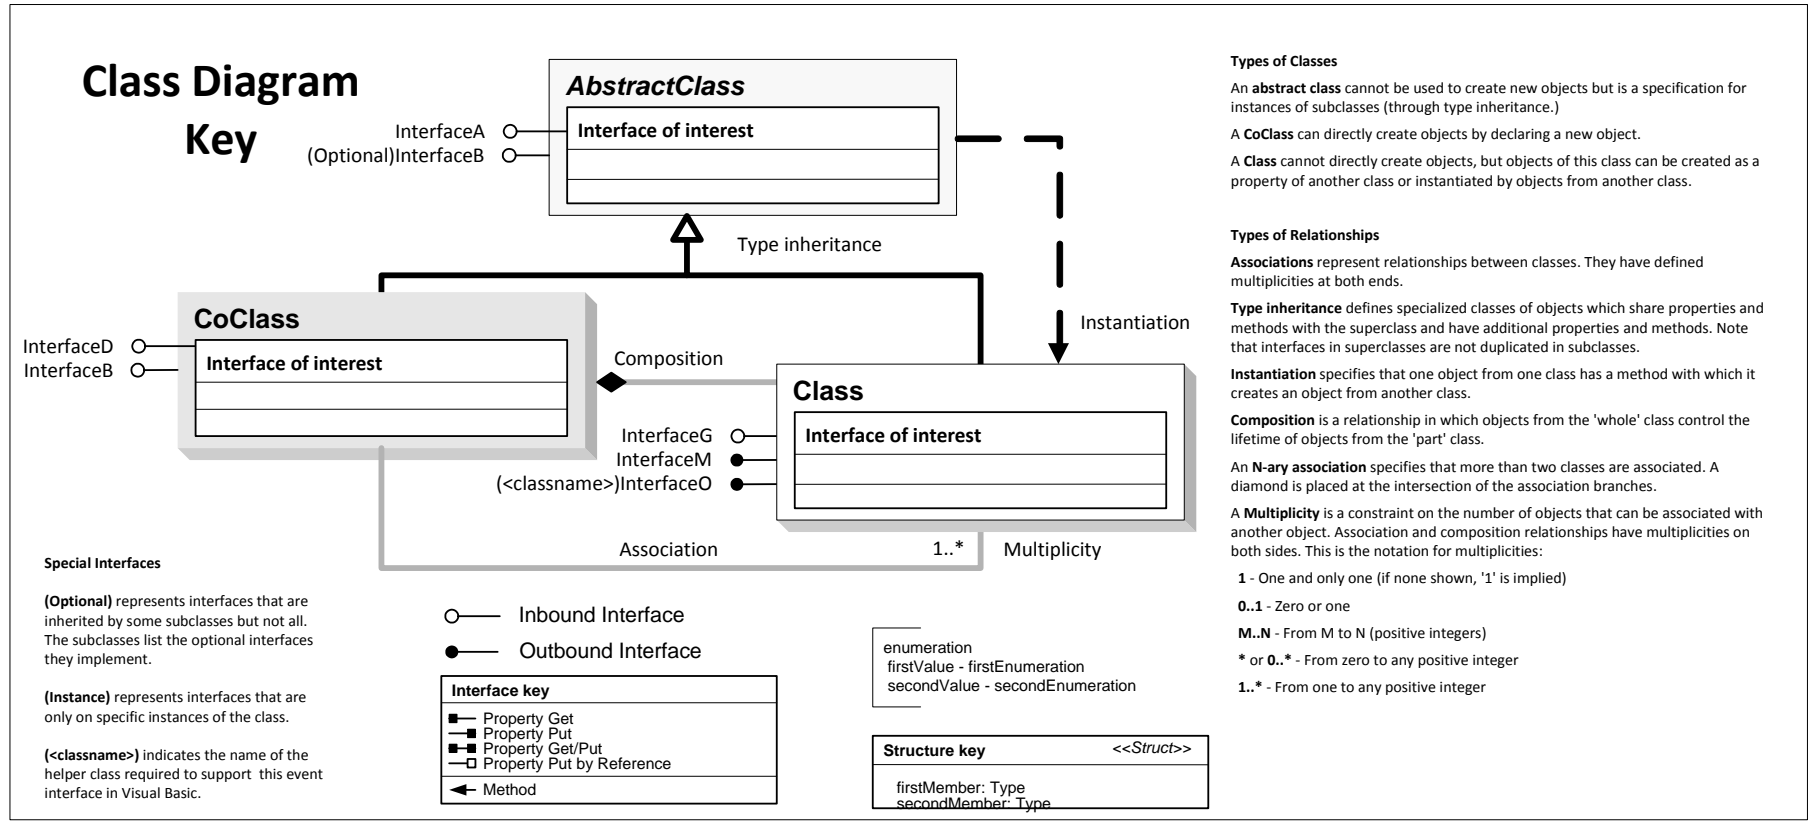 Class Diagram
Key
AbstractClass
Interface of interest
InterfaceA
(Optional)InterfaceB
Type inheritance
Instantiation
CoClass
Interface of interest
InterfaceD
InterfaceB
Composition
Class
Interface of interest
InterfaceG
InterfaceM
(<classname>)InterfaceO
Association
1..*
Multiplicity
Special Interfaces
(Optional) represents interfaces that are
inherited by some subclasses but not all.
The subclasses list the optional interfaces
they implement.
(Instance) represents interfaces that are
only on specific instances of the class.
(<classname>) indicates the name of the
helper class required to support this event
interface in Visual Basic.
Inbound Interface
Outbound Interface
Interface key
Property Get
Property Put
Property Get/Put
Property Put by Reference
Method
enumeration
firstValue - firstEnumeration
secondValue - secondEnumeration
Structure key <<Struct>>
firstMember: Type
secondMember: Type
Types of Classes
An abstract class cannot be used to create new objects but is a specification for
instances of subclasses (through type inheritance.)
A CoClass can directly create objects by declaring a new object.
A Class cannot directly create objects, but objects of this class can be created as a
property of another class or instantiated by objects from another class.
Types of Relationships
Associations represent relationships between classes. They have defined
multiplicities at both ends.
Type inheritance defines specialized classes of objects which share properties and
methods with the superclass and have additional properties and methods. Note
that interfaces in superclasses are not duplicated in subclasses.
Instantiation specifies that one object from one class has a method with which it
creates an object from another class.
Composition is a relationship in which objects from the 'whole' class control the
lifetime of objects from the 'part' class.
An N-ary association specifies that more than two classes are associated. A
diamond is placed at the intersection of the association branches.
A Multiplicity is a constraint on the number of objects that can be associated with
another object. Association and composition relationships have multiplicities on
both sides. This is the notation for multiplicities:
1 - One and only one (if none shown, '1' is implied)
0..1 - Zero or one
M..N - From M to N (positive integers)
* or 0..* - From zero to any positive integer
1..* - From one to any positive integer